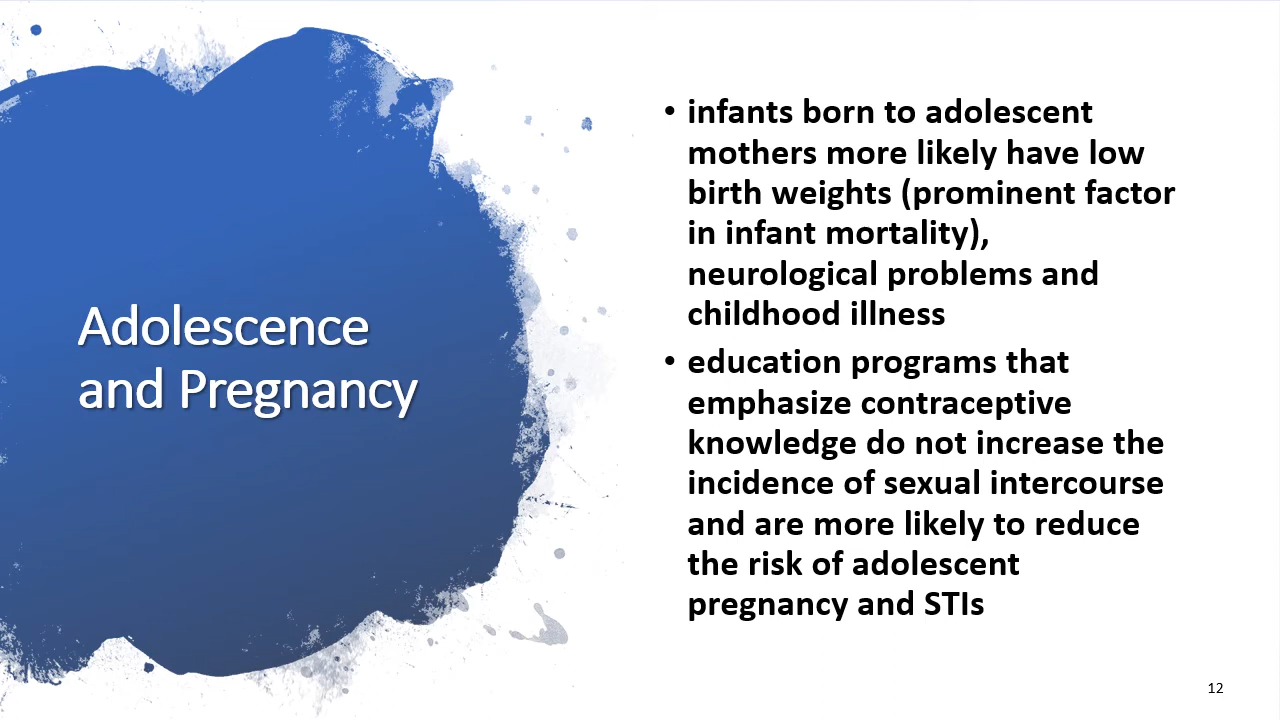 Adolescence
and Pregnancy
• infants born to adolescent
mothers more likely have low
birth weights (prominent factor
in infant mortality),
neurological problems and
childhood illness
• education programs that
emphasize contraceptive
knowledge do not increase the
incidence of sexual intercourse
and are more likely to reduce
the risk of adolescent
pregnancy and STIs
12